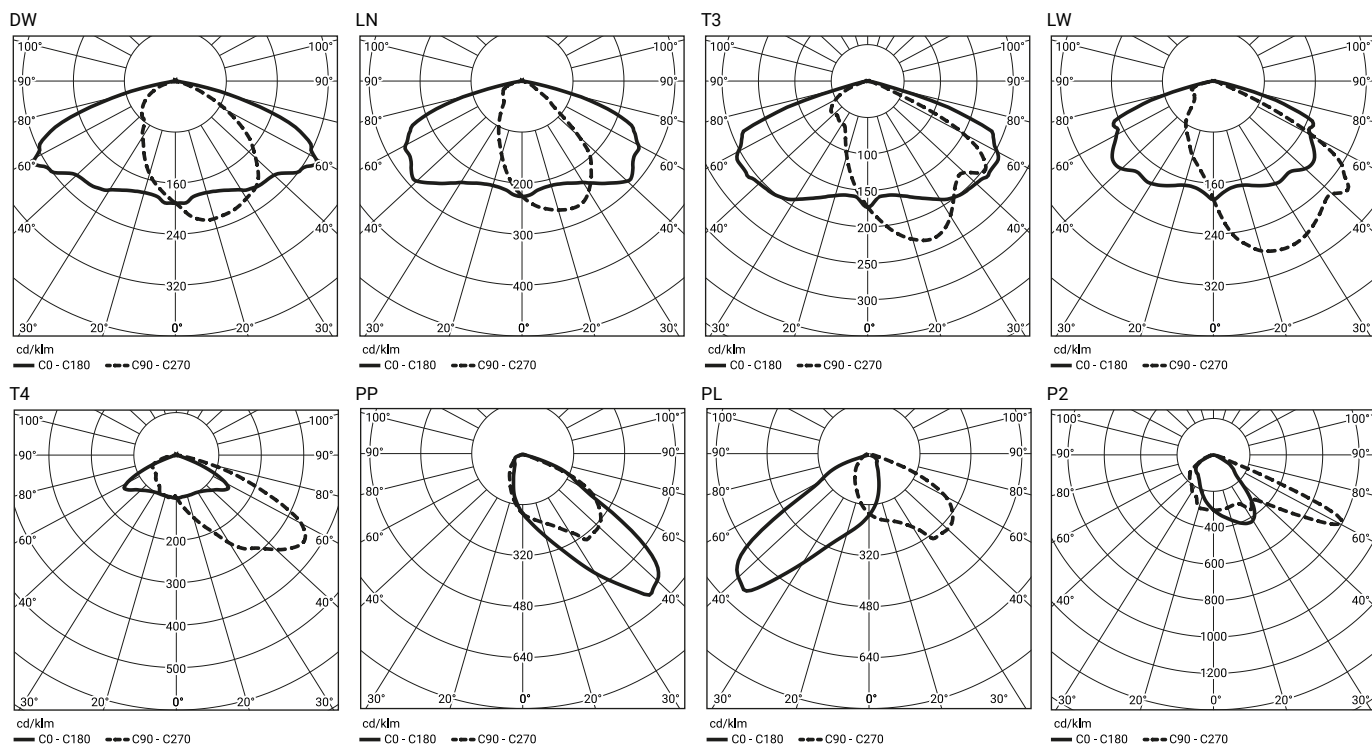 DW
100° 100°
90° 90°
80° 80°
60° 60°
160
40° 40°
240
320
30° 20° 0° 20° 30°
cd/klm
C0 - C180 C90 - C270
LN
100° 100°
90° 90°
80° 80°
60° 60°
200
40° 40°
300
400
30° 20° 0° 20° 30°
cd/klm
C0 - C180 C90 - C270
T3
100° 100°
90° 90°
80° 80°
100
60° 60°
150
200
40° 40°
250
300
30° 20° 0° 20° 30°
cd/klm
C0 - C180 C90 - C270
LW
100° 100°
90° 90°
80° 80°
60° 60°
160
40° 40°
240
320
30° 20° 0° 20° 30°
cd/klm
C0 - C180 C90 - C270
T4
100° 100°
90° 90°
80° 80°
60° 200 60°
300
40° 40°
400
500
30° 20° 0° 20° 30°
cd/klm
C0 - C180 C90 - C270
PP
100° 100°
90° 90°
80° 80°
60° 60°
320
40° 40°
480
640
30° 20° 0° 20° 30°
cd/klm
C0 - C180 C90 - C270
PL
100° 100°
90° 90°
80° 80°
60° 60°
320
40° 40°
480
640
30° 20° 0° 20° 30°
cd/klm
C0 - C180 C90 - C270
P2
100° 100°
90° 90°
80° 80°
400
60° 60°
600
800
40° 40°
1000
1200
30° 20° 0° 20° 30°
cd/klm
C0 - C180 C90 - C270